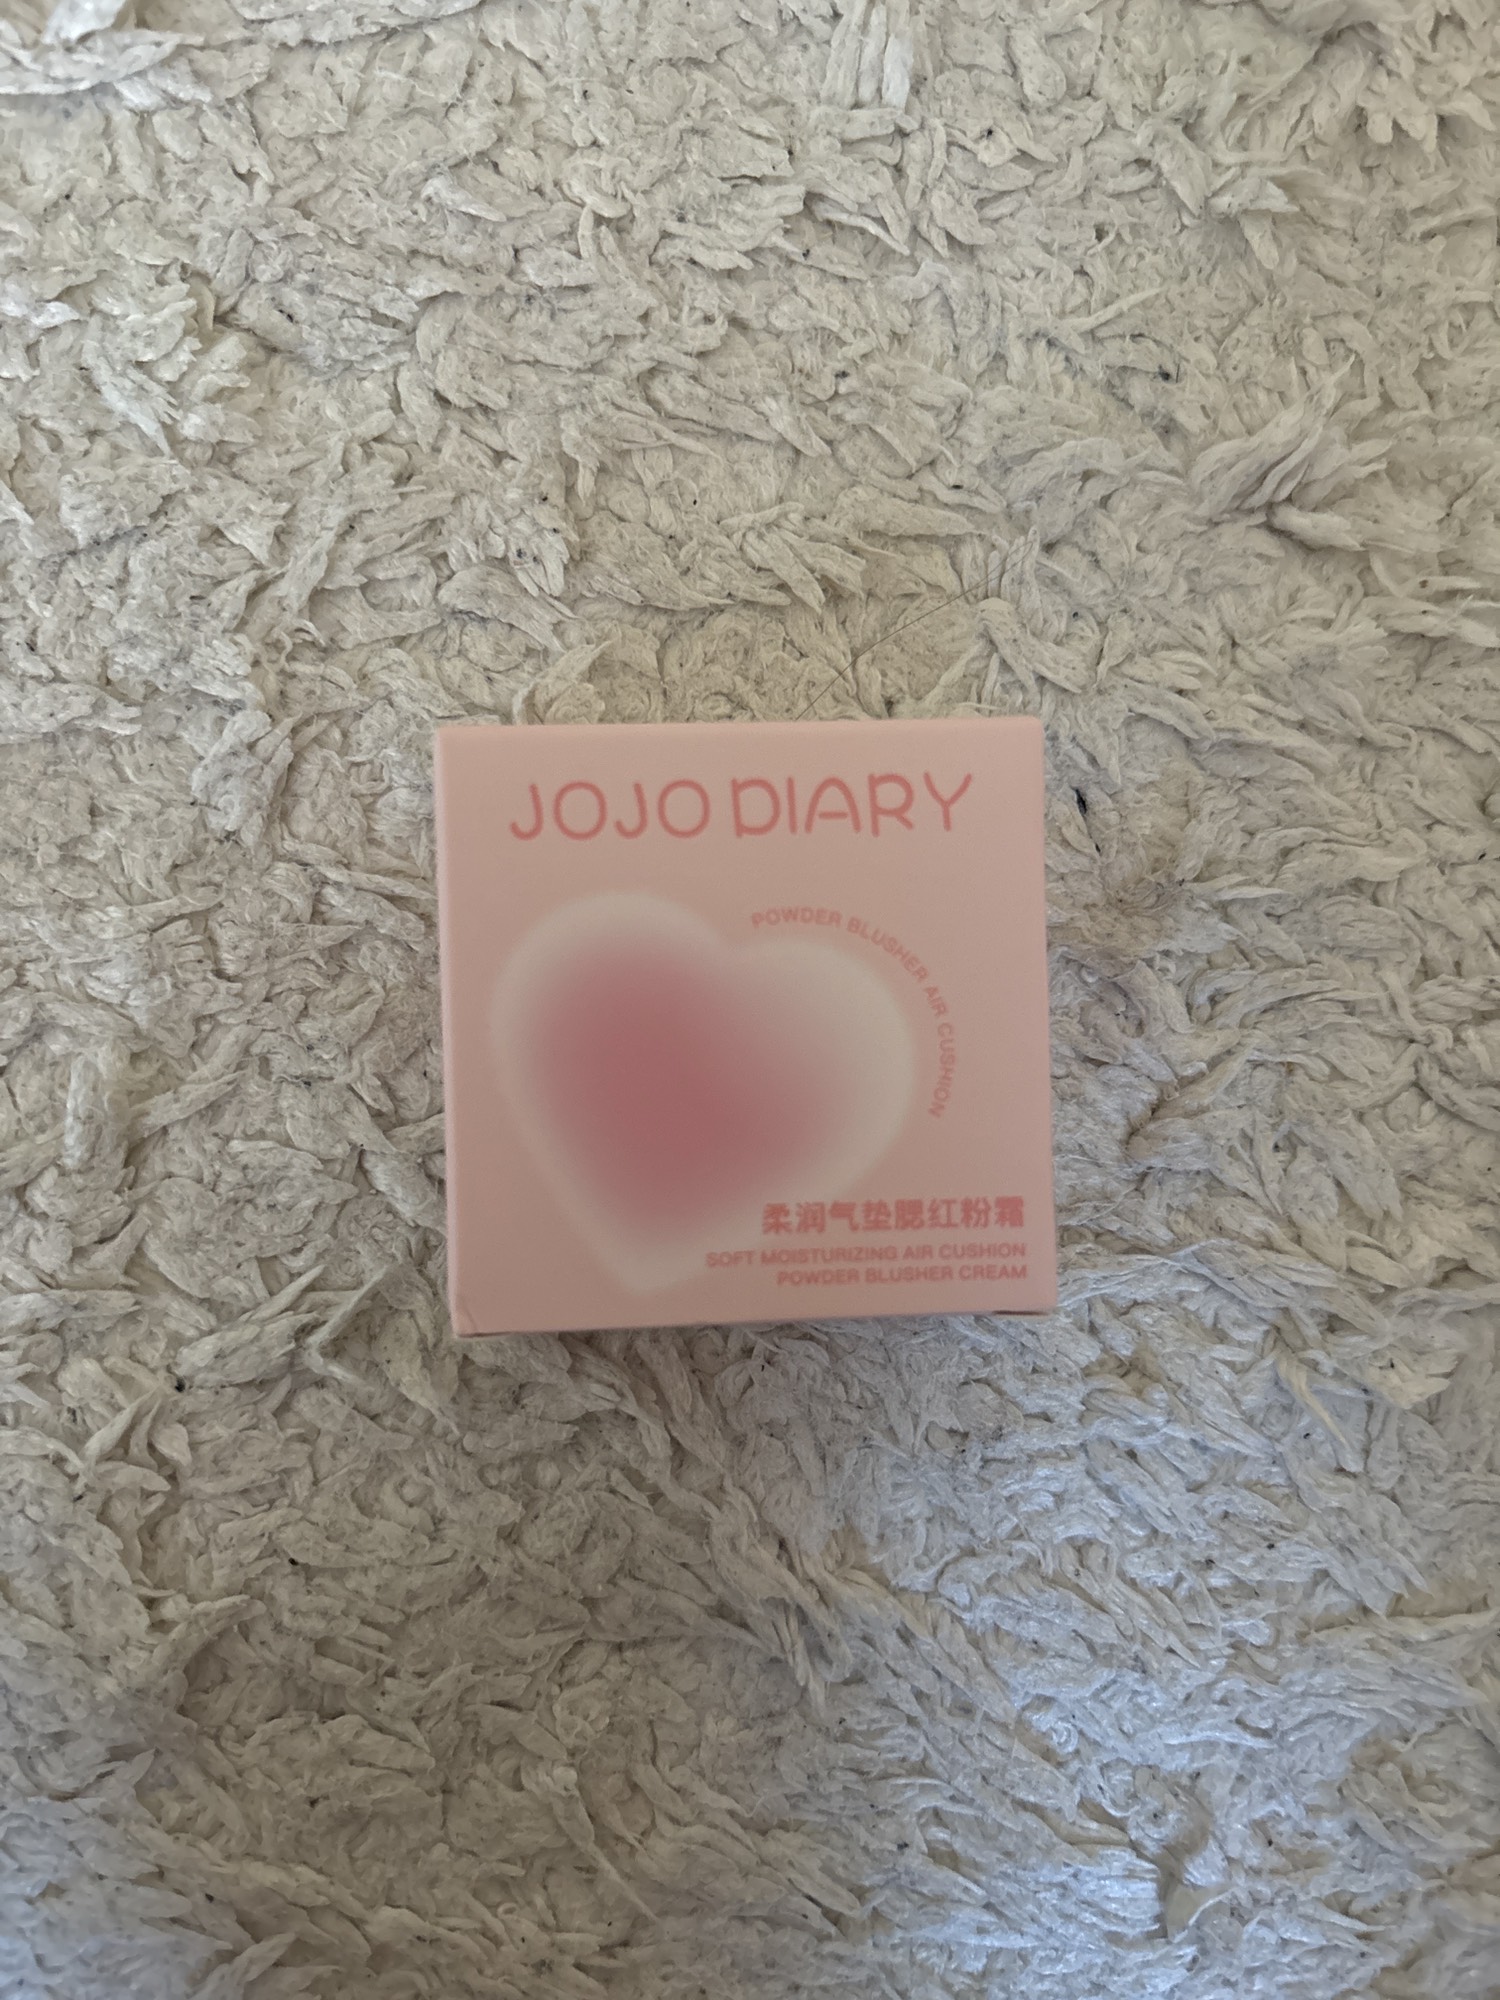 JOJO DIARY
POWDER BLUSHER AIR CUSHION
柔润气垫腮红粉霜
SOFT MOISTURIZING AIR CUSHION
POWDER BLUSHER CREAM